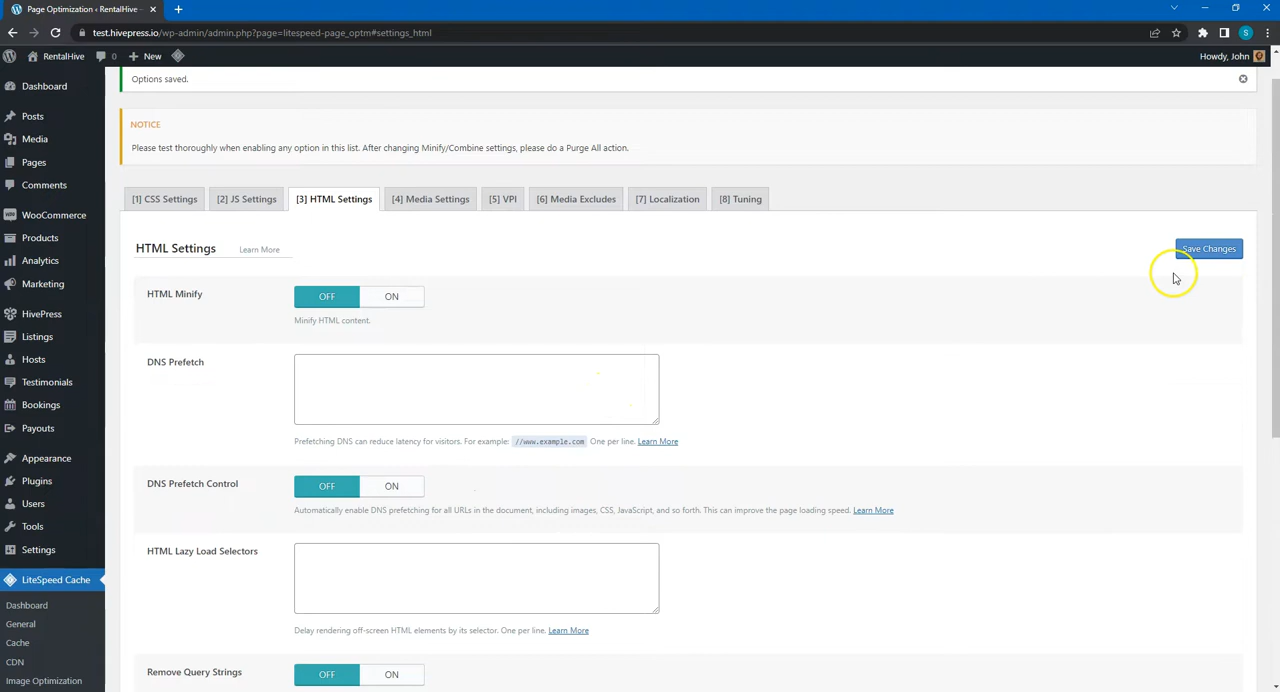 Page Optimization ‹ RentalHive —
test.hivepress.io/wp-admin/admin.php?page=litespeed-page_optm#settings_html
S
RentalHive
0
New
Howdy, John
Dashboard
Posts
Media
Pages
Comments
WooCommerce
Products
Analytics
Marketing
HivePress
Listings
Hosts
Testimonials
Bookings
Payouts
Appearance
Plugins
Users
Tools
Settings
LiteSpeed Cache
Dashboard
General
Cache
CDN
Image Optimization
Options saved.
NOTICE
Please test thoroughly when enabling any option in this list. After changing Minify/Combine settings, please do a Purge All action.
[1] CSS Settings
[2] JS Settings
[3] HTML Settings
[4] Media Settings
[5] VPI
[6] Media Excludes
[7] Localization
[8] Tuning
HTML Settings
Learn More
Save Changes
HTML Minify
OFF
ON
Minify HTML content.
DNS Prefetch
Prefetching DNS can reduce latency for visitors. For example: //www.example.com One per line. Learn More
DNS Prefetch Control
OFF
ON
Automatically enable DNS prefetching for all URLs in the document, including images, CSS, JavaScript, and so forth. This can improve the page loading speed. Learn More
HTML Lazy Load Selectors
Delay rendering off-screen HTML elements by its selector. One per line. Learn More
Remove Query Strings
OFF
ON